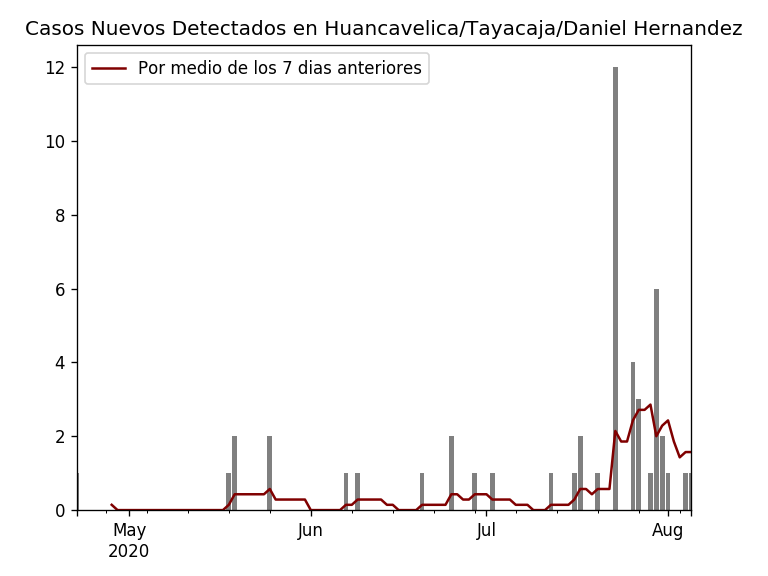 Casos Nuevos Detectados en Huancavelica/Tayacaja/Daniel Hernandez
Por medio de los 7 dias anteriores
12
10
8
6
4
2
0
May Jun Jul Aug
2020